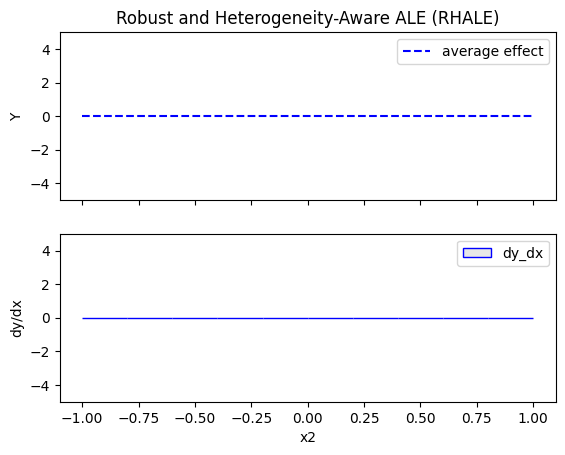 Robust and Heterogeneity-Aware ALE (RHALE)
average effect
4
2
0
−2
−4
Y
dy_dx
4
2
0
−2
−4
dy/dx
−1.00 −0.75 −0.50 −0.25 0.00 0.25 0.50 0.75 1.00
x2